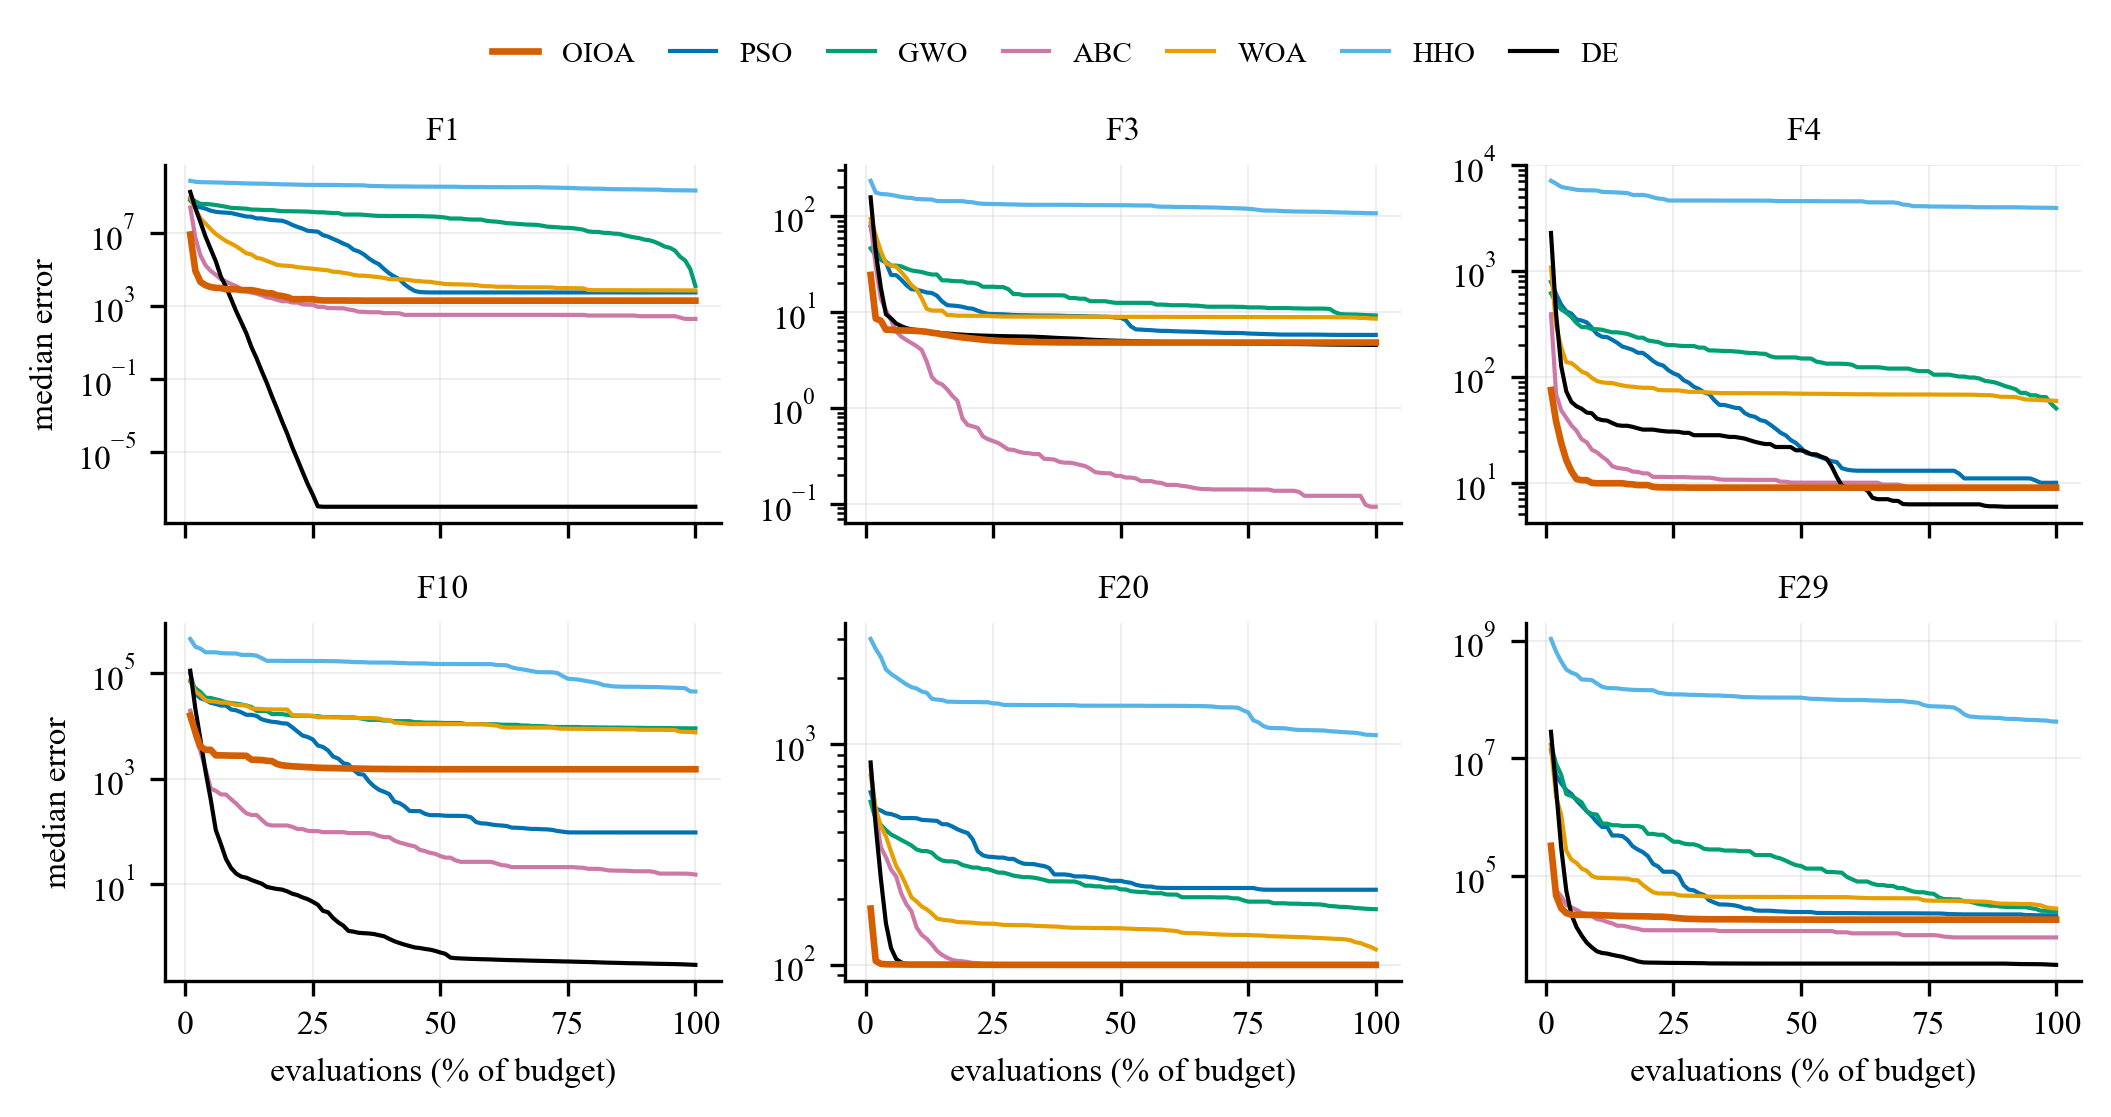 OIOA PSO GWO ABC WOA HHO DE
F1 F3 F4
median error
10^7
10^3
10^−1
10^−5
10^2
10^1
10^0
10^−1
10^4
10^3
10^2
10^1
F10 F20 F29
median error
10^5
10^3
10^1
10^3
10^2
10^9
10^7
10^5
0 25 50 75 100 0 25 50 75 100 0 25 50 75 100
evaluations (% of budget) evaluations (% of budget) evaluations (% of budget)